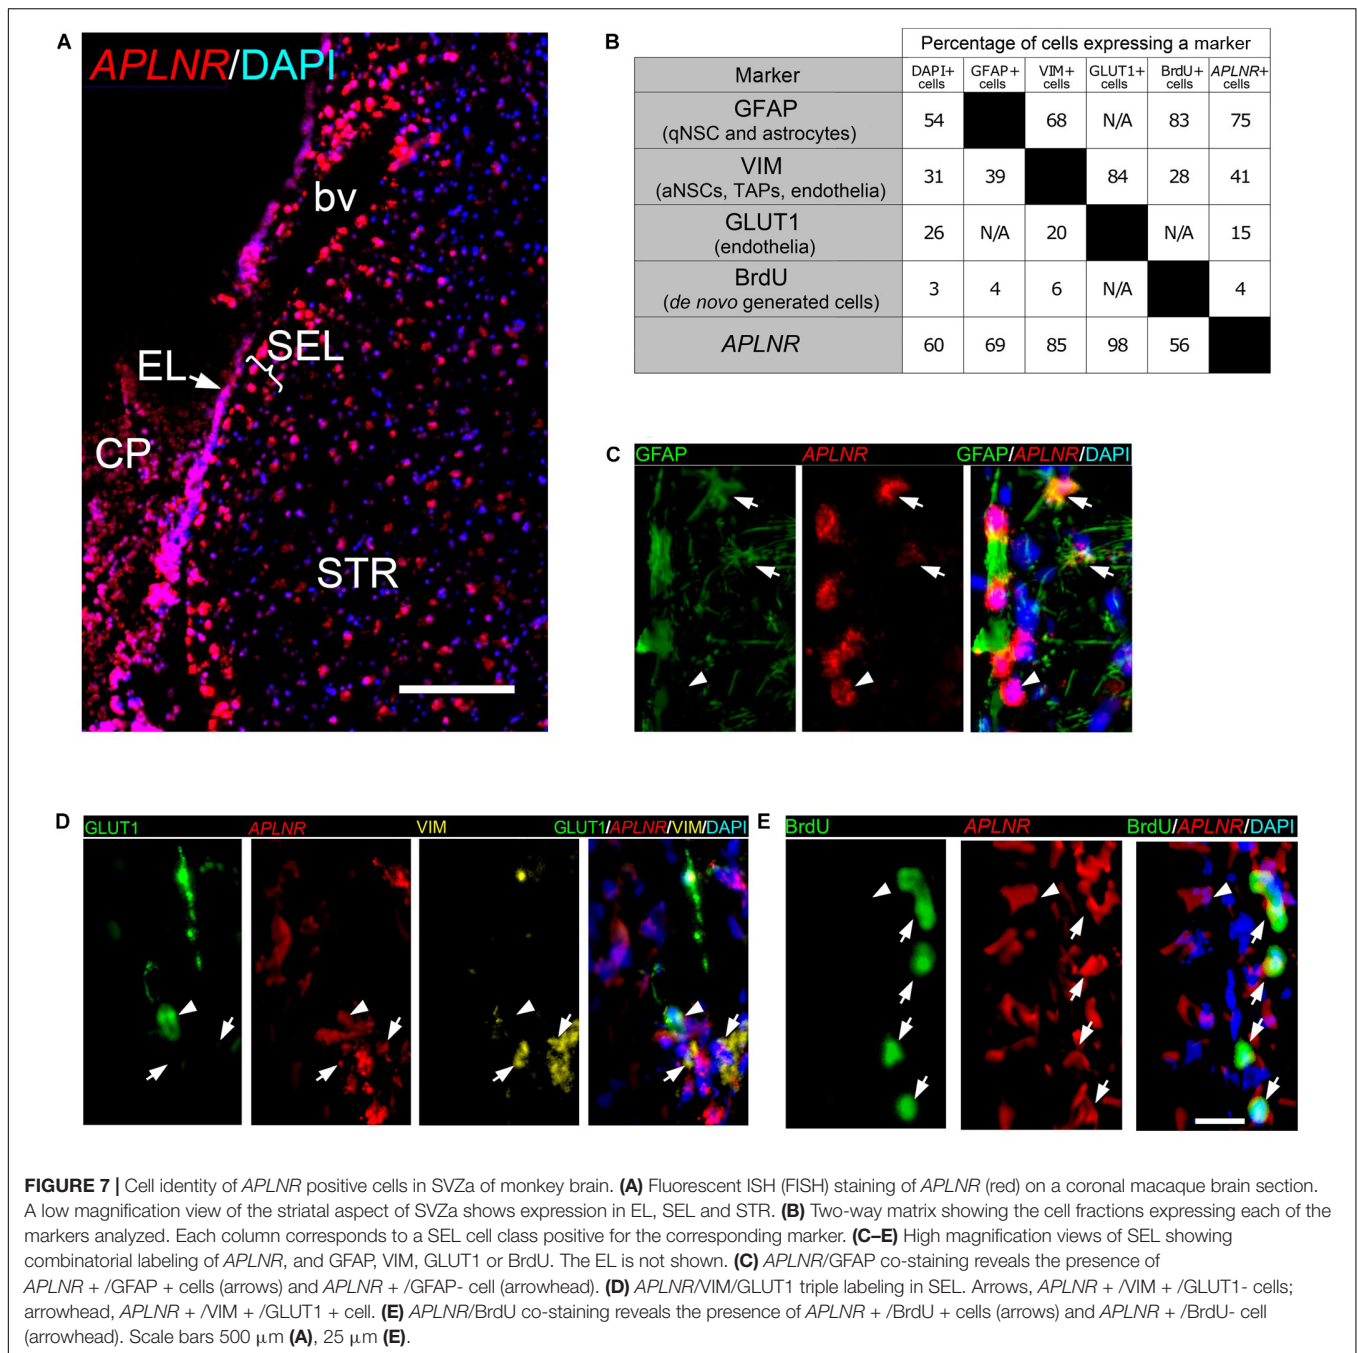 A
APLNR/DAPI
bv
SEL
EL
CP
STR
B
Percentage of cells expressing a marker
Marker DAPI+ cells GFAP+ cells VIM+ cells GLUT1+ cells BrdU+ cells APLNR+ cells
GFAP
(qNSC and astrocytes) 54 68 N/A 83 75
VIM
(aNSCs, TAPs, endothelia) 31 39 84 28 41
GLUT1
(endothelia) 26 N/A 20 N/A 15
BrdU
(de novo generated cells) 3 4 6 N/A 4
APLNR 60 69 85 98 56
C GFAP APLNR GFAP/APLNR/DAPI
D GLUT1 APLNR VIM GLUT1/APLNR/VIM/DAPI
E BrdU APLNR BrdU/APLNR/DAPI
FIGURE 7 | Cell identity of APLNR positive cells in SVZa of monkey brain. (A) Fluorescent ISH (FISH) staining of APLNR (red) on a coronal macaque brain section.
A low magnification view of the striatal aspect of SVZa shows expression in EL, SEL and STR. (B) Two-way matrix showing the cell fractions expressing each of the
markers analyzed. Each column corresponds to a SEL cell class positive for the corresponding marker. (C–E) High magnification views of SEL showing
combinatorial labeling of APLNR, and GFAP, VIM, GLUT1 or BrdU. The EL is not shown. (C) APLNR/GFAP co-staining reveals the presence of
APLNR + /GFAP + cells (arrows) and APLNR + /GFAP- cell (arrowhead). (D) APLNR/VIM/GLUT1 triple labeling in SEL. Arrows, APLNR + /VIM + /GLUT1- cells;
arrowhead, APLNR + /VIM + /GLUT1 + cell. (E) APLNR/BrdU co-staining reveals the presence of APLNR + /BrdU + cells (arrows) and APLNR + /BrdU- cell
(arrowhead). Scale bars 500 μm (A), 25 μm (E).